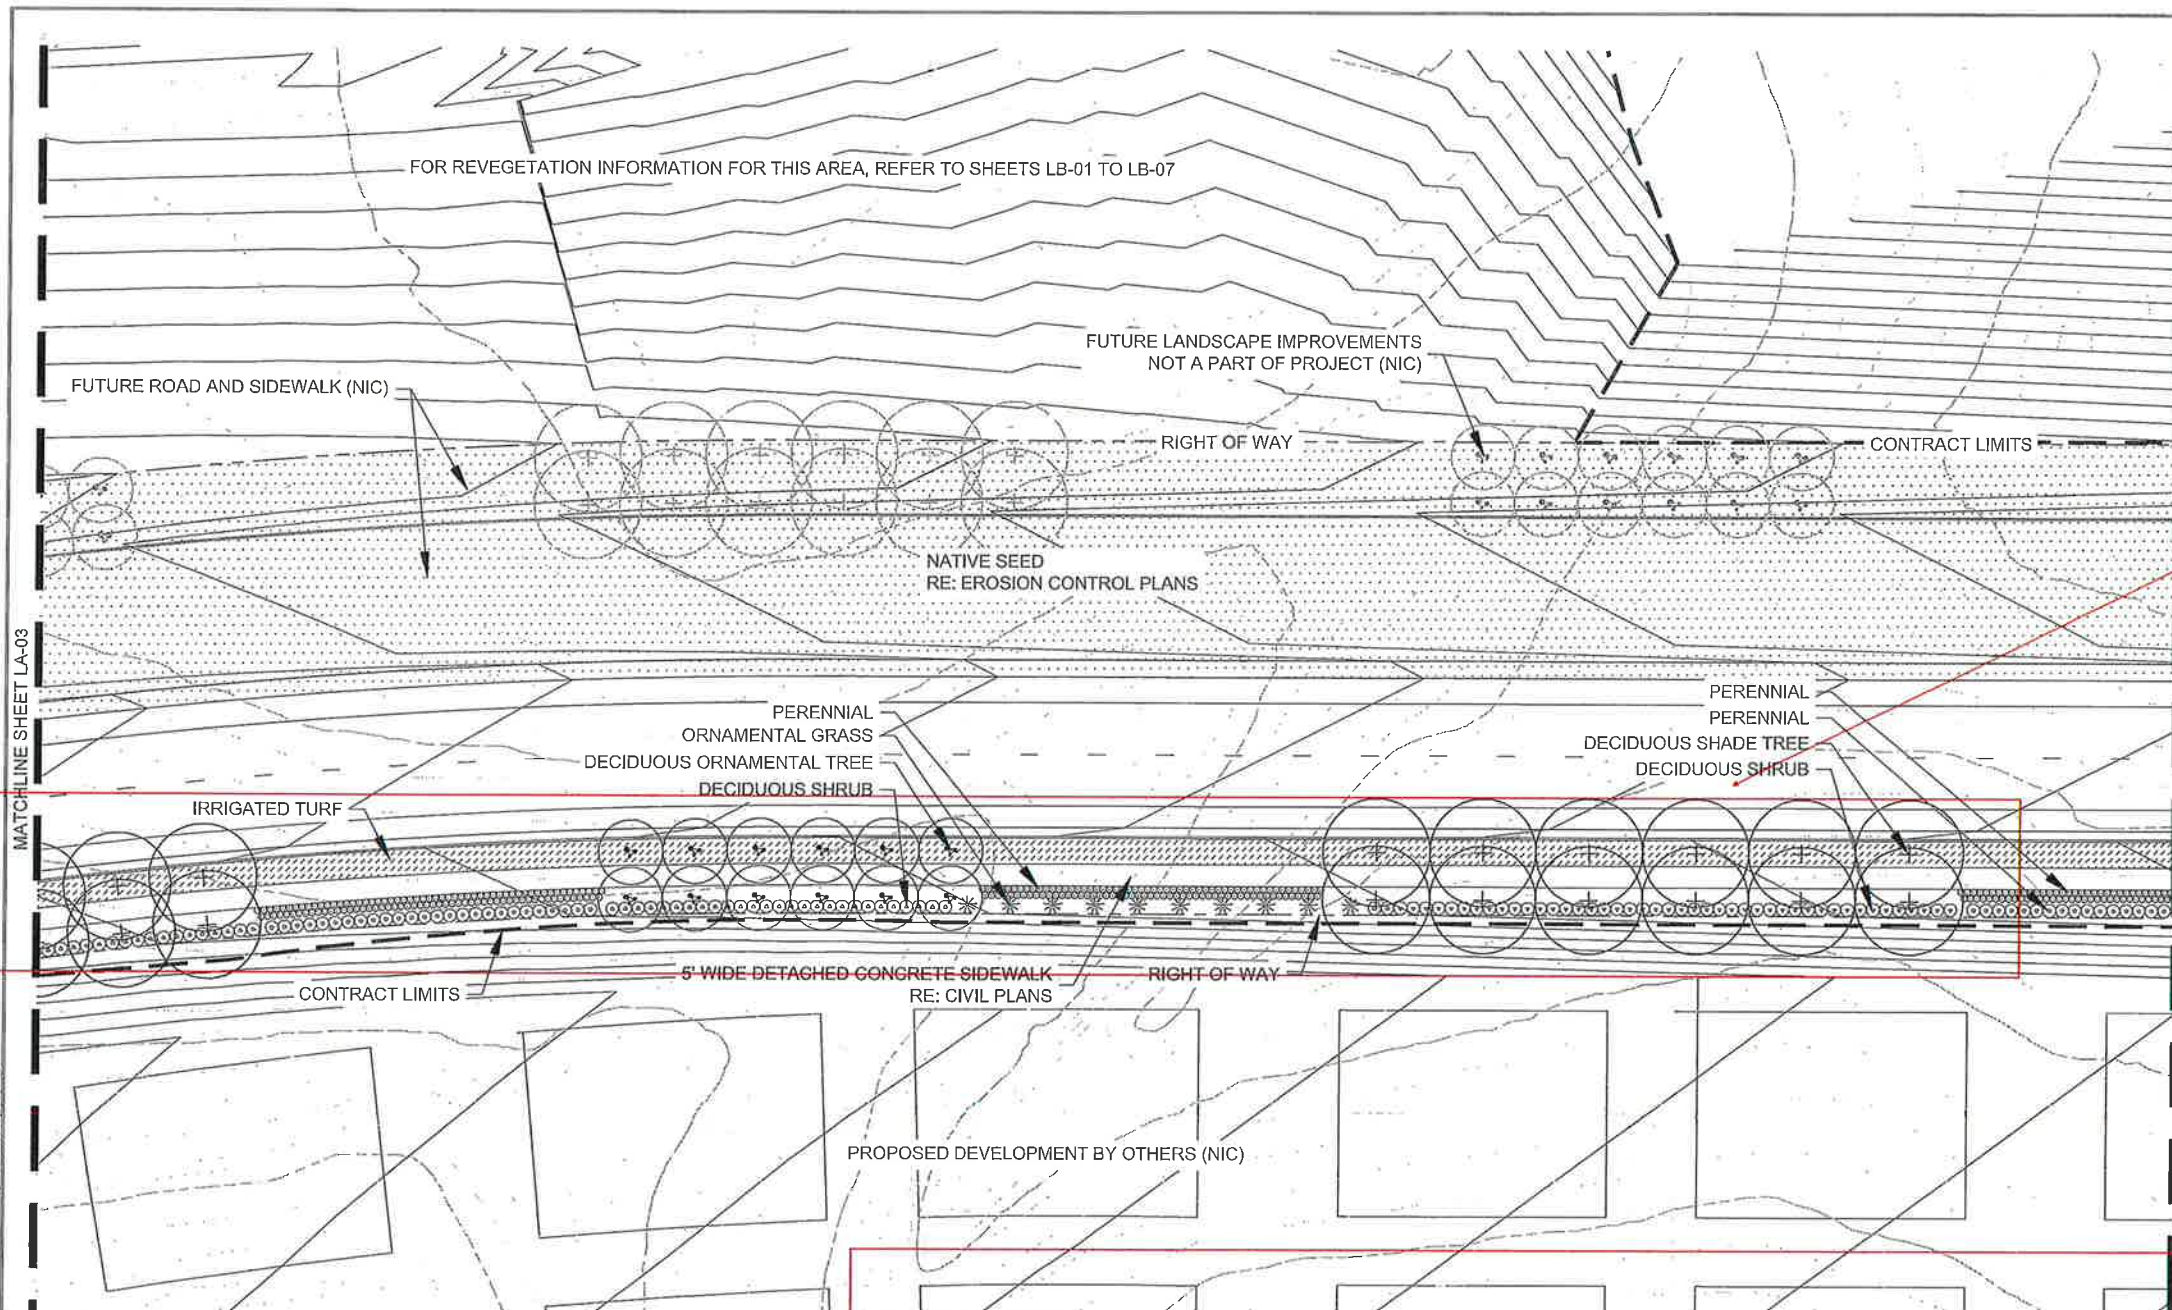 FOR REVEGETATION INFORMATION FOR THIS AREA, REFER TO SHEETS LB-01 TO LB-07
FUTURE LANDSCAPE IMPROVEMENTS
NOT A PART OF PROJECT (NIC)
FUTURE ROAD AND SIDEWALK (NIC)
RIGHT OF WAY
CONTRACT LIMITS
NATIVE SEED
RE: EROSION CONTROL PLANS
MATCHLINE SHEET LA-03
PERENNIAL
ORNAMENTAL GRASS
DECIDUOUS ORNAMENTAL TREE
DECIDUOUS SHRUB
PERENNIAL
PERENNIAL
DECIDUOUS SHADE TREE
DECIDUOUS SHRUB
IRRIGATED TURF
5' WIDE DETACHED CONCRETE SIDEWALK
RE: CIVIL PLANS
RIGHT OF WAY
CONTRACT LIMITS
PROPOSED DEVELOPMENT BY OTHERS (NIC)